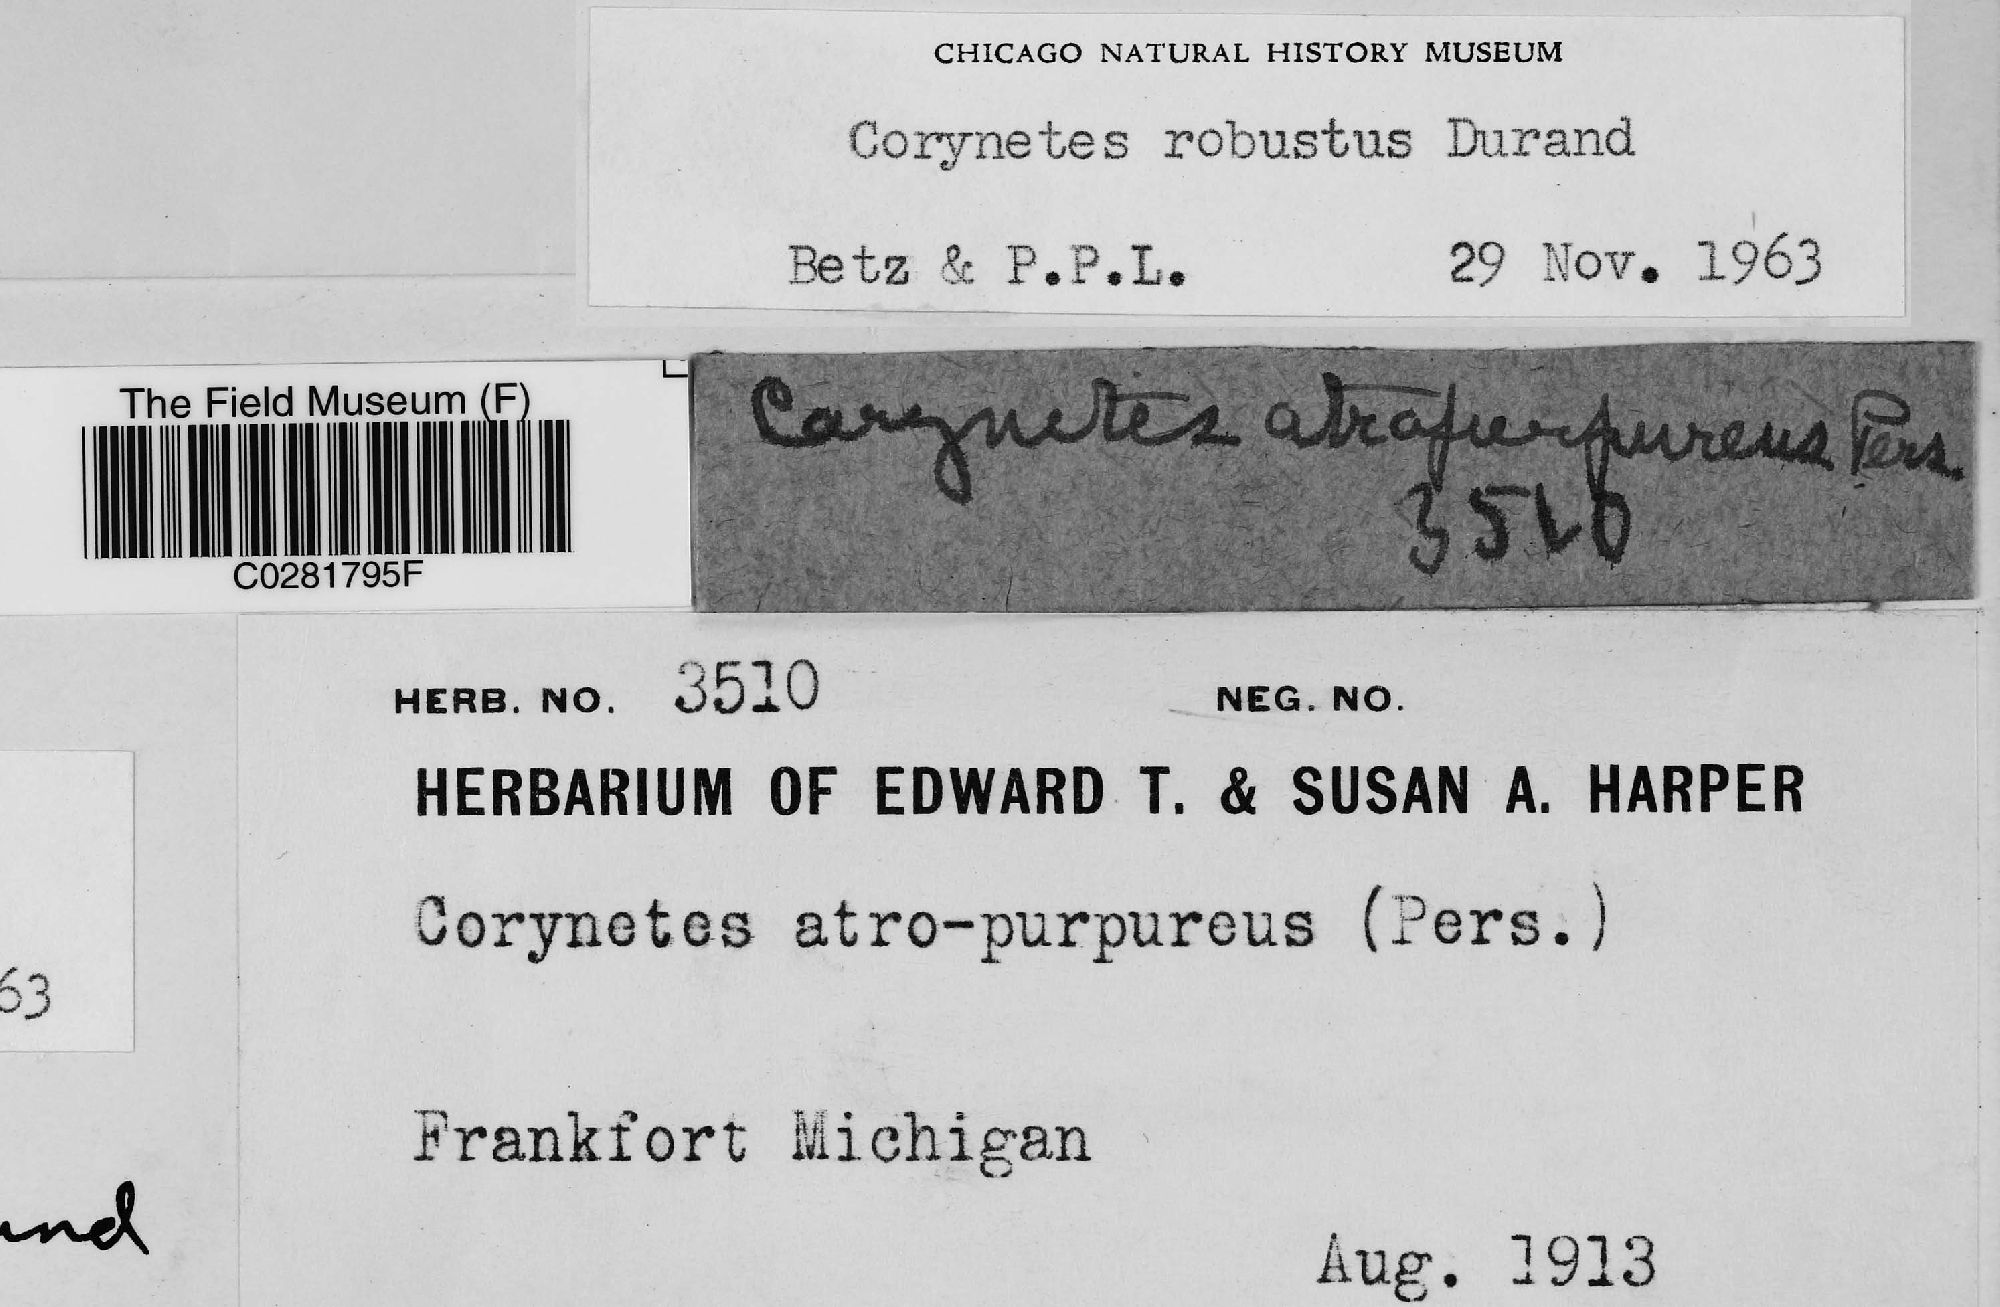 CHICAGO NATURAL HISTORY MUSEUM
Corynetes robustus Durand
Betz & P.P.L. 29 Nov. 1963
The Field Museum (F)
C0281795F
Corynetes atropurpureus Pers.
3510
HERB. NO. 3510 NEG. NO.
HERBARIUM OF EDWARD T. & SUSAN A. HARPER
Corynetes atro-purpureus (Pers.)
63
Frankfort Michigan
Aug. 1913